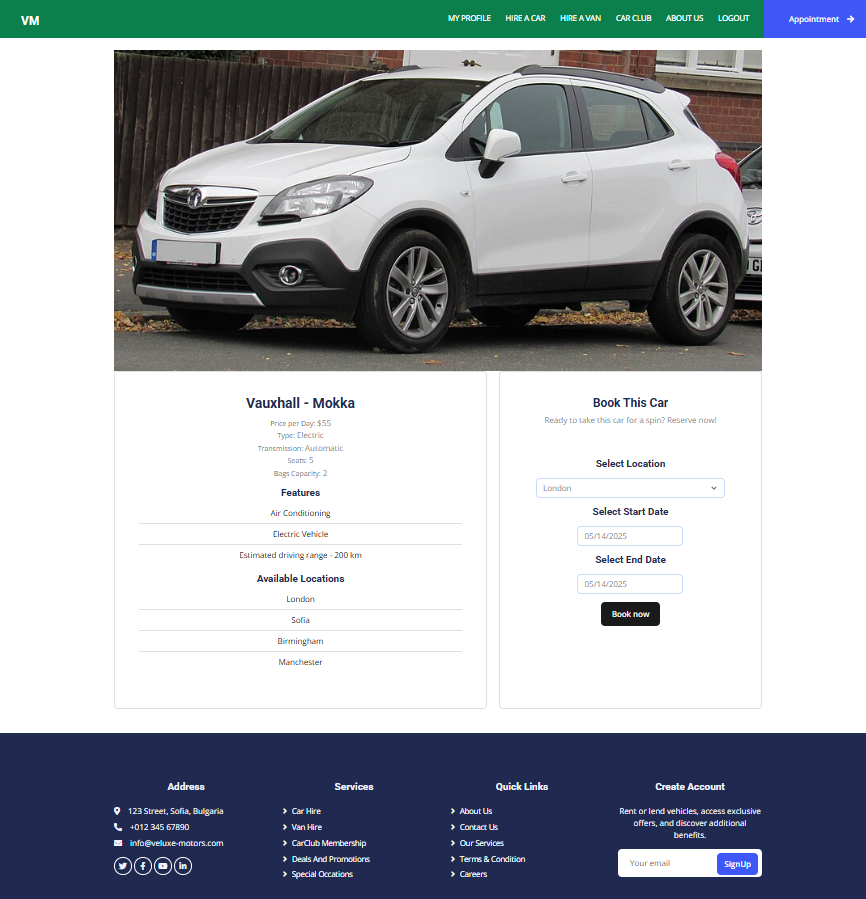 VM
MY PROFILE
HIRE A CAR
HIRE A VAN
CAR CLUB
ABOUT US
LOGOUT
Appointment
Vauxhall - Mokka
Price per Day: $55
Type: Electric
Transmission: Automatic
Seats: 5
Bags Capacity: 2
Features
Air Conditioning
Electric Vehicle
Estimated driving range - 200 km
Available Locations
London
Sofia
Birmingham
Manchester
Book This Car
Ready to take this car for a spin? Reserve now!
Select Location
London
Select Start Date
05/14/2025
Select End Date
05/14/2025
Book now
Address
123 Street, Sofia, Bulgaria
+012 345 67890
info@veluxe-motors.com
Services
Car Hire
Van Hire
CarClub Membership
Deals And Promotions
Special Occations
Quick Links
About Us
Contact Us
Our Services
Terms & Condition
Careers
Create Account
Rent or lend vehicles, access exclusive
offers, and discover additional
benefits.
Your email
SignUp